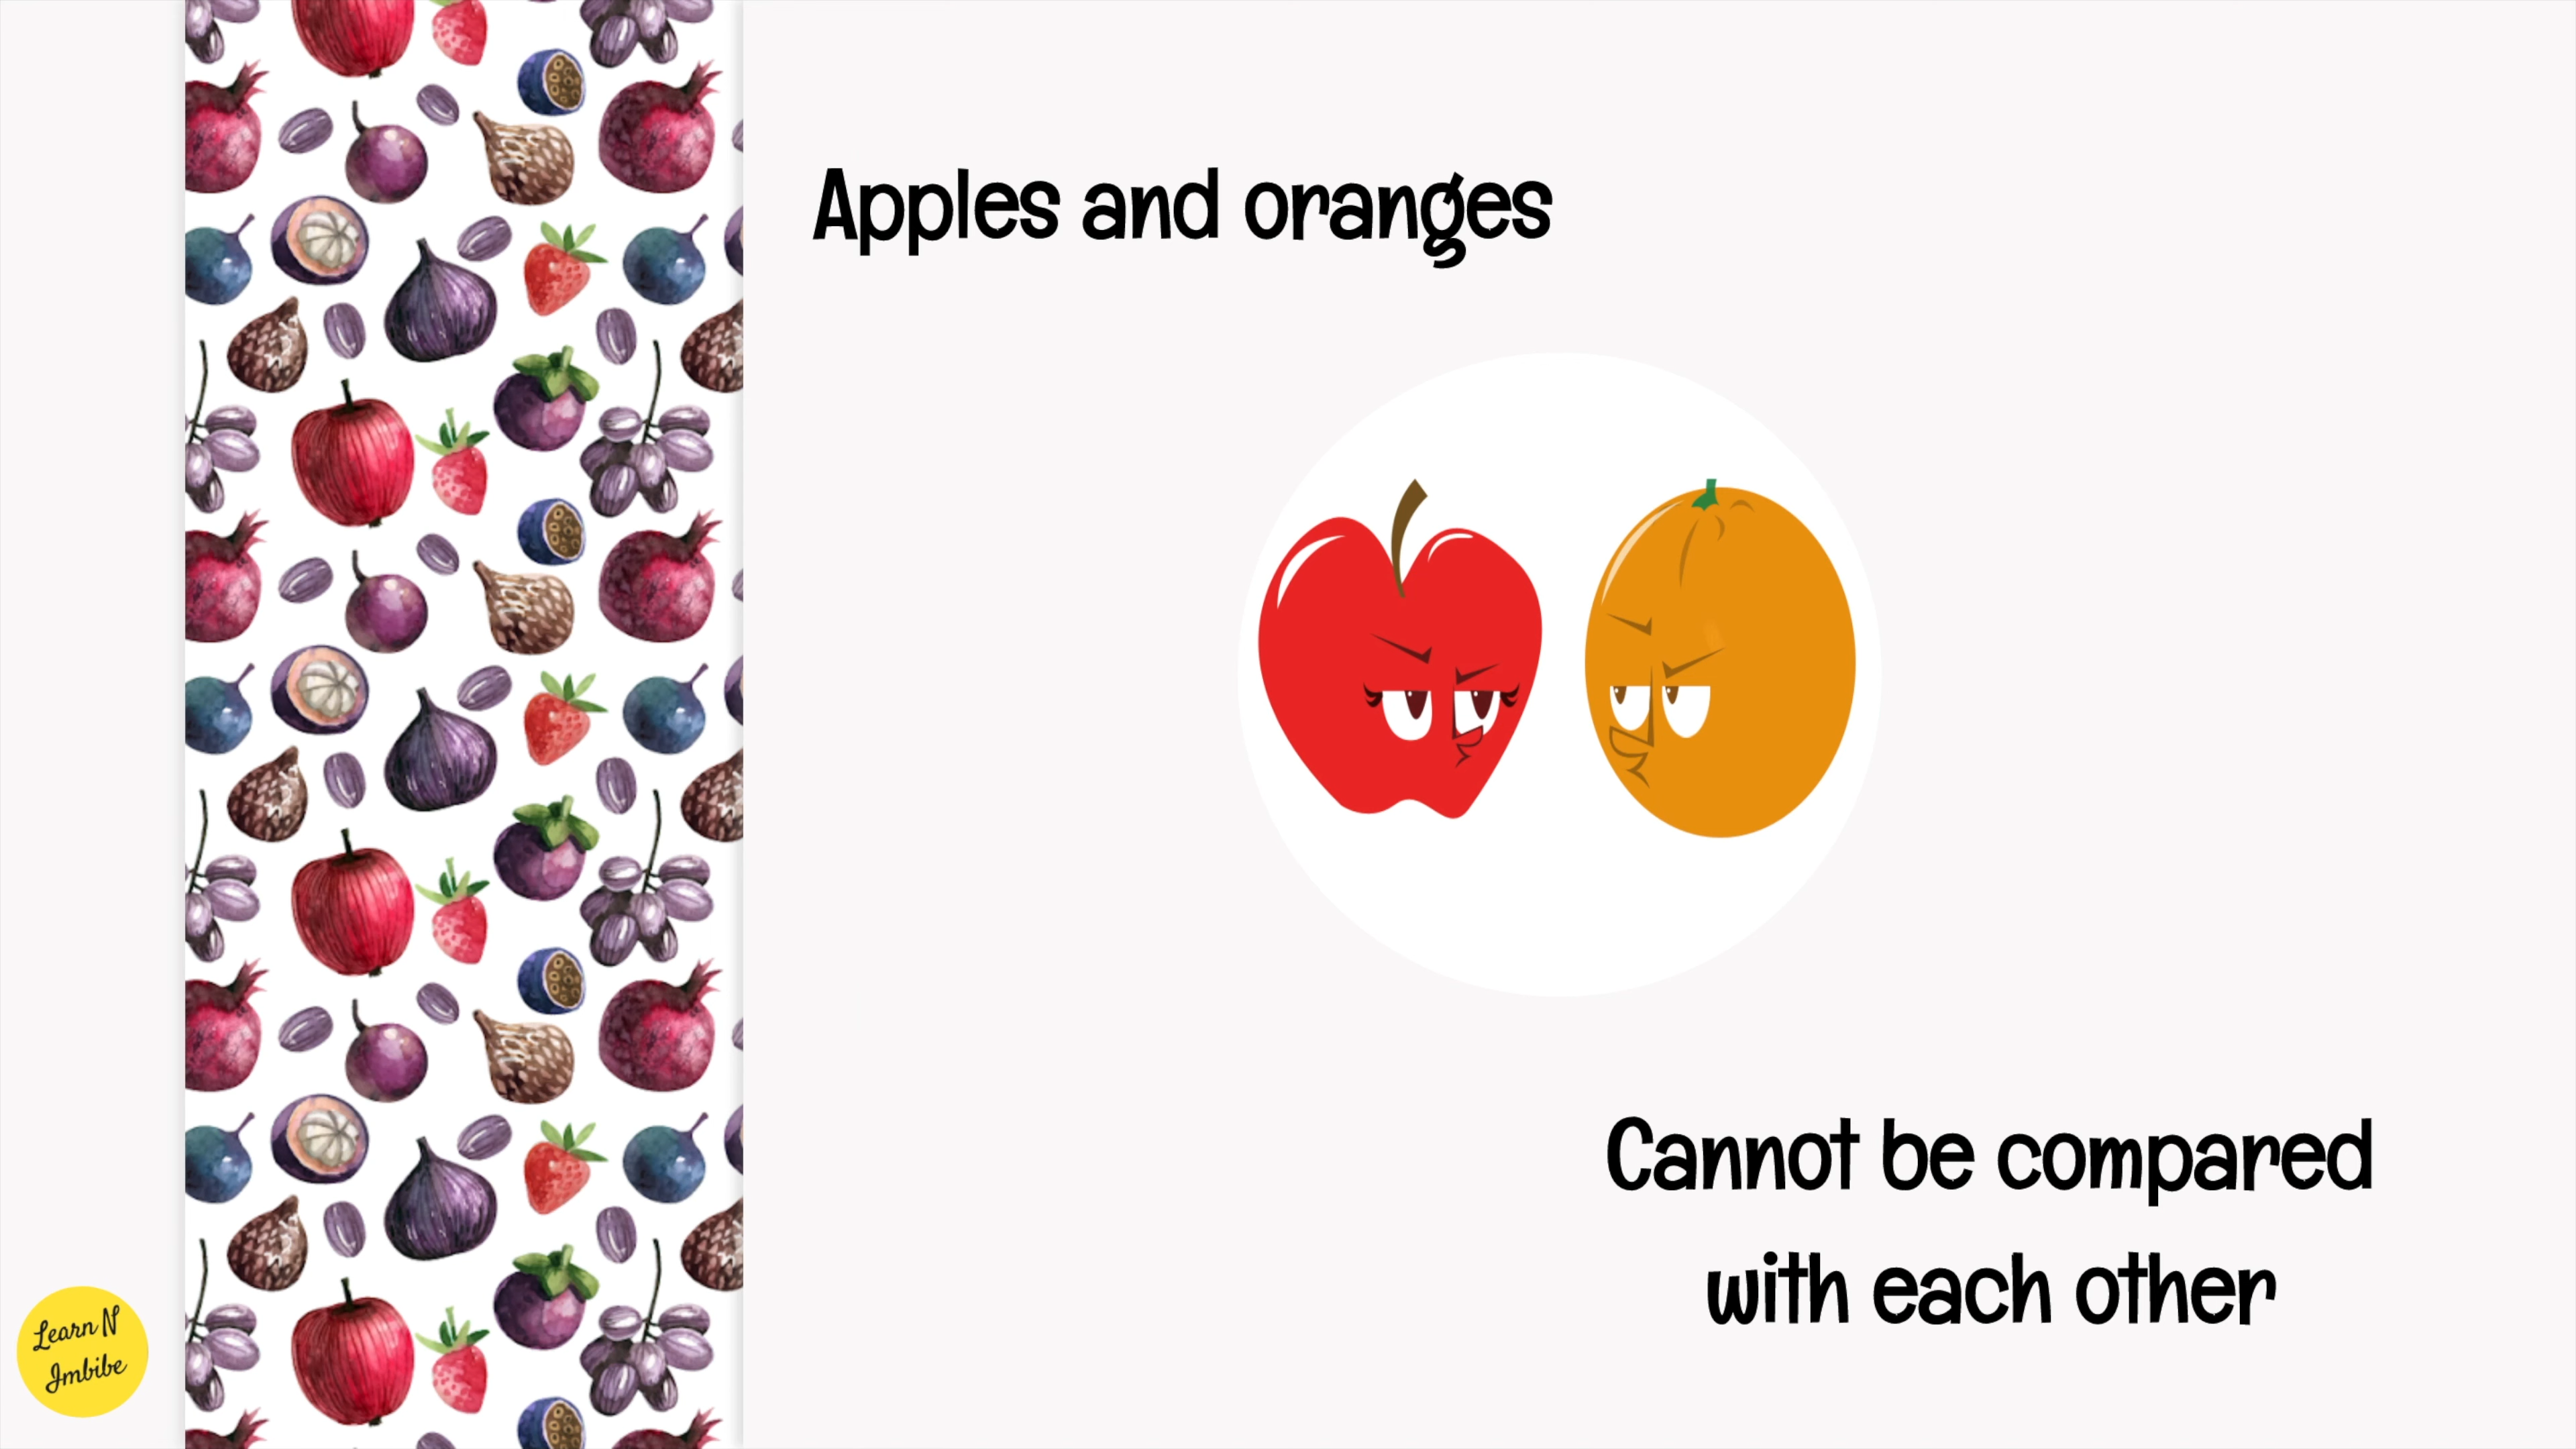 Apples and oranges
Cannot be compared
with each other
Learn N
Imbibe